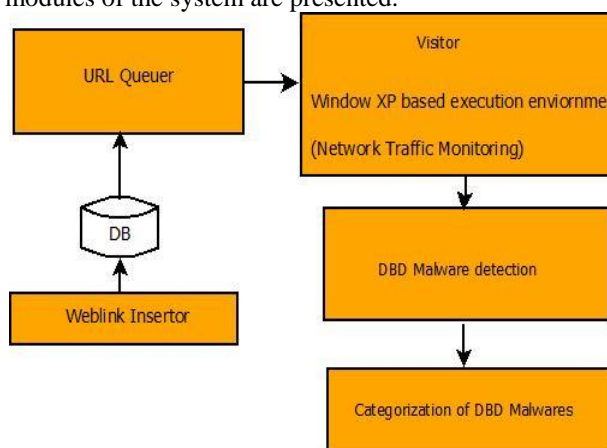 modules of the system are presented.
URL Queuer
Visitor
Window XP based execution enviornme
(Network Traffic Monitoring)
DB
DBD Malware detection
Weblink Insertor
Categorization of DBD Malwares